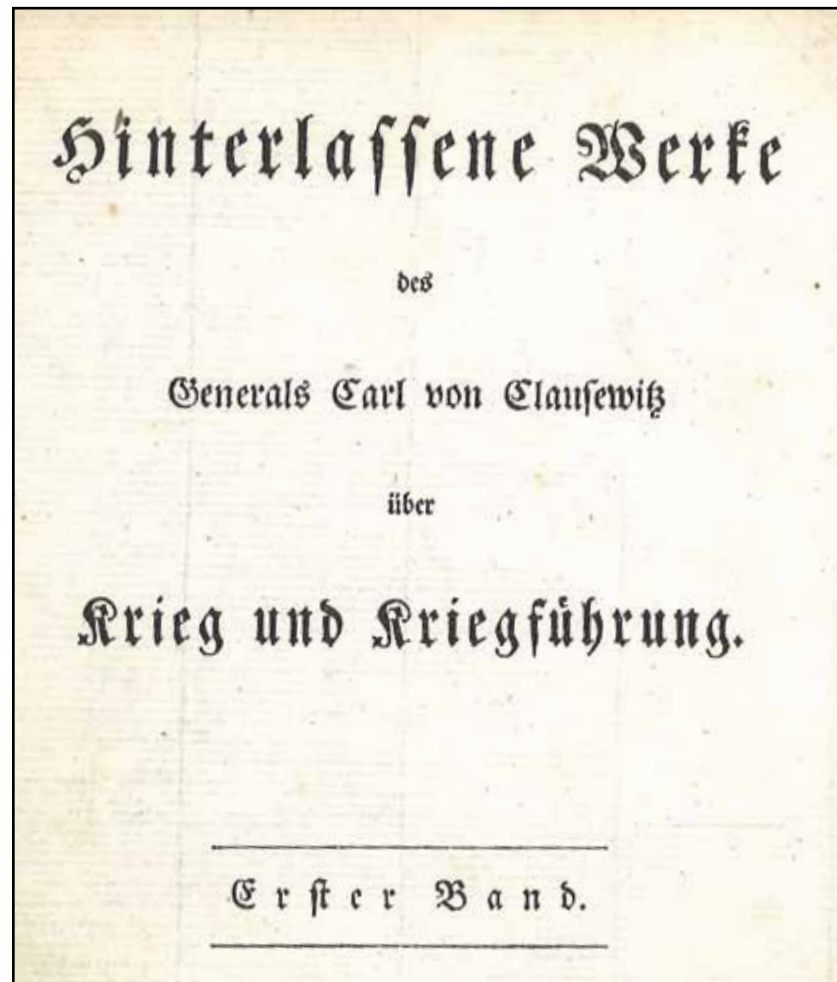 Hinterlassene Werke
des
Generals Carl von Clausewitz
über
Krieg und Kriegführung.
Erster Band.